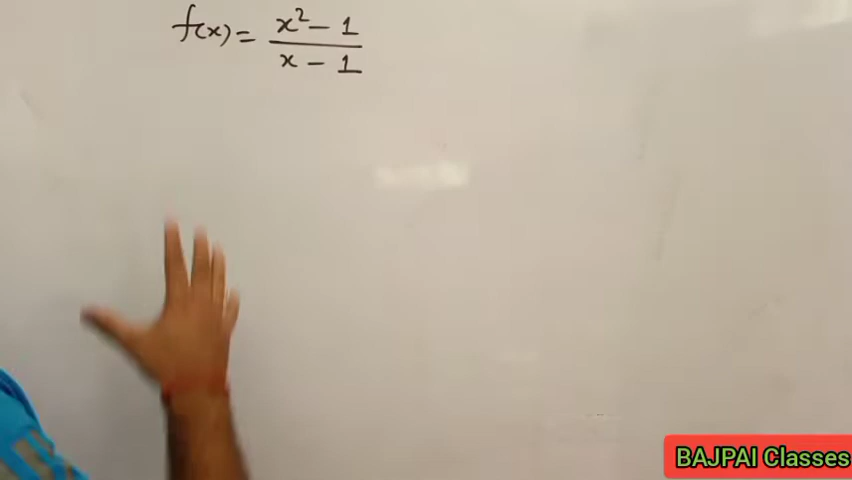 f(x) = x² - 1 / x - 1
BAJPAI Classes